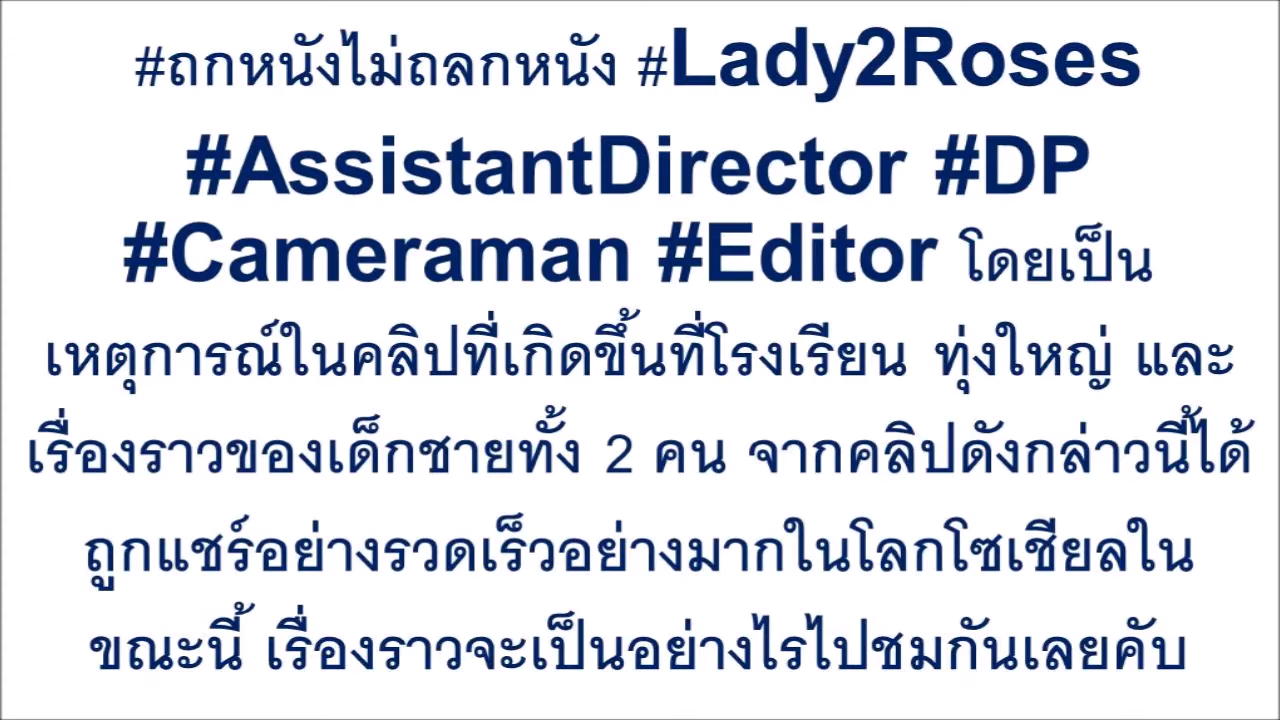 #ถกหนังไม่ถลกหนัง #Lady2Roses
#AssistantDirector #DP
#Cameraman #Editor โดยเป็น
เหตุการณ์ในคลิปที่เกิดขึ้นที่โรงเรียน ทุ่งใหญ่ และ
เรื่องราวของเด็กชายทั้ง 2 คน จากคลิปดังกล่าวนี้ได้
ถูกแชร์อย่างรวดเร็วอย่างมากในโลกโซเชียลใน
ขณะนี้ เรื่องราวจะเป็นอย่างไรไปชมกันเลยคับ